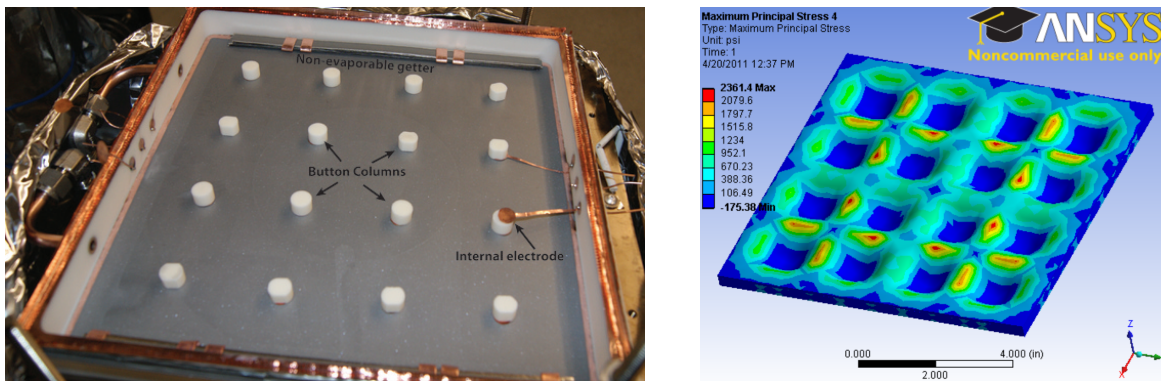 Non-evaporable getter
Button Columns
Internal electrode
Maximum Principal Stress 4
Type: Maximum Principal Stress
Unit: psi
Time: 1
4/20/2011 12:37 PM
ANSYS
Noncommercial use only
2361.4 Max
2079.6
1797.7
1515.8
1234
952.1
670.23
388.36
106.49
-175.38 Min
0.000
4.000 (in)
2.000
Z
X